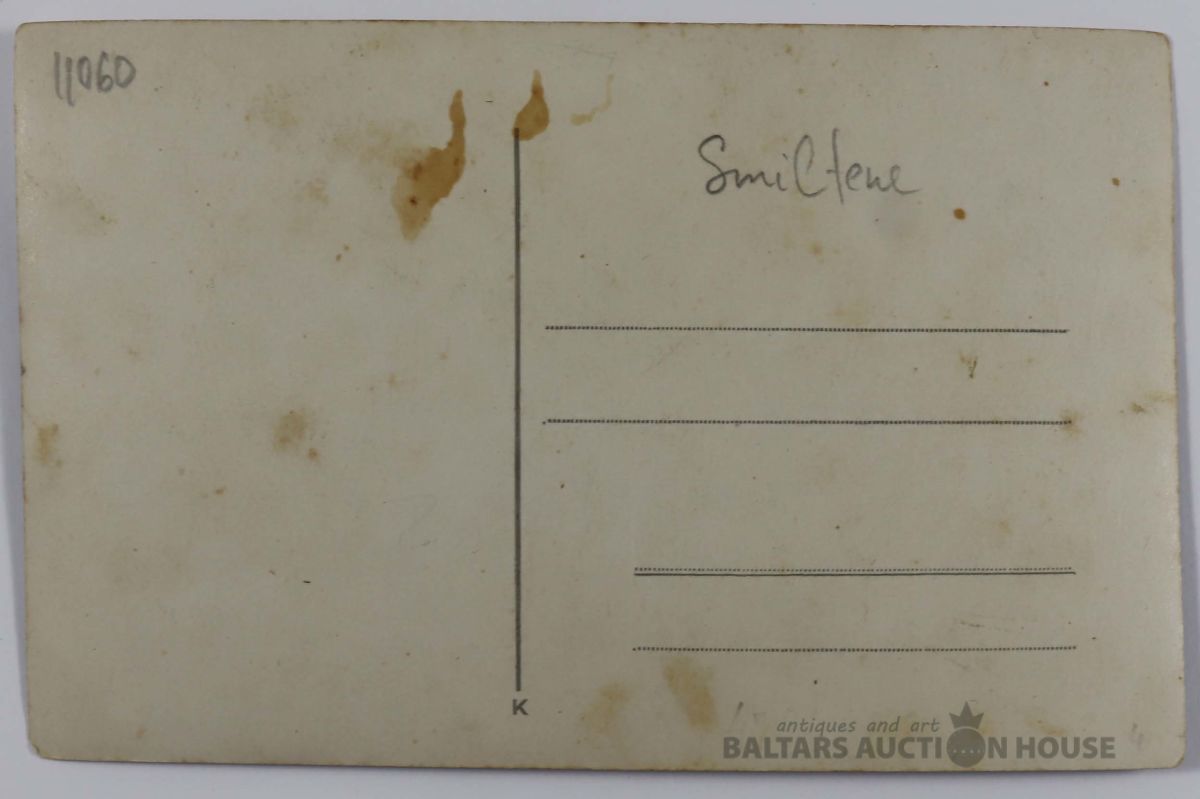 11060
Smiltene
K
antiques and art
BALTARS AUCTION HOUSE